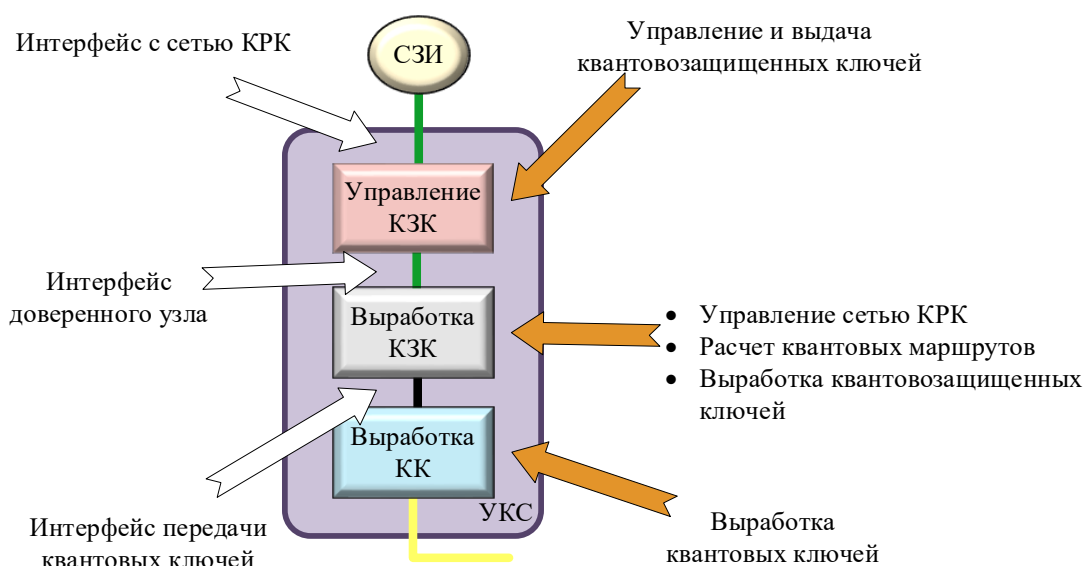 Интерфейс с сетью КРК
СЗИ
Управление и выдача
квантовозащищенных ключей
Управление
КЗК
Интерфейс
доверенного узла
Выработка
КЗК
• Управление сетью КРК
• Расчет квантовых маршрутов
• Выработка квантовозащищенных
ключей
Выработка
КК
УКС
Интерфейс передачи
квантовых ключей
Выработка
квантовых ключей